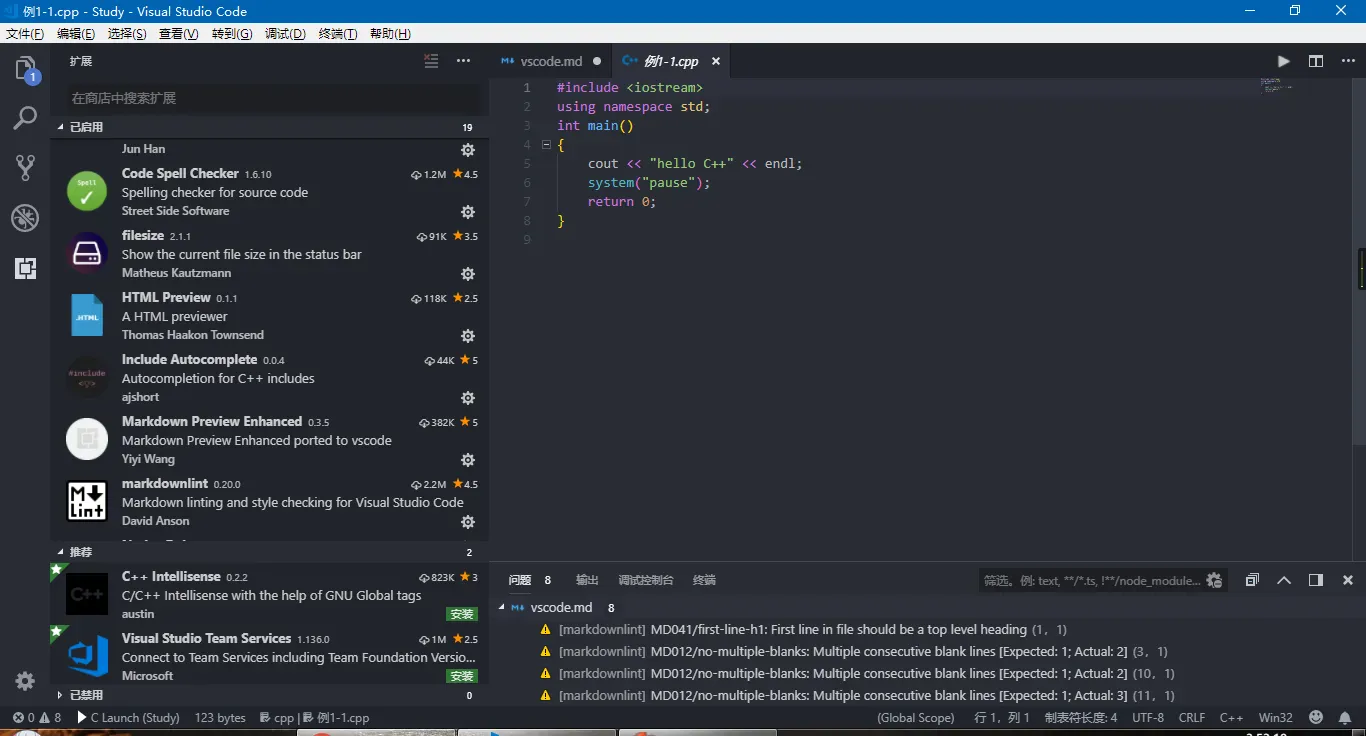 例1-1.cpp - Study - Visual Studio Code
文件(F) 编辑(E) 选择(S) 查看(V) 转到(G) 调试(D) 终端(T) 帮助(H)
1
扩展
在商店中搜索扩展
已启用 19
Jun Han
Spell
Code Spell Checker 1.6.10 1.2M 4.5
Spelling checker for source code
Street Side Software
filesize 2.1.1 91K 3.5
Show the current file size in the status bar
Matheus Kautzmann
.HTML
HTML Preview 0.1.1 118K 2.5
A HTML previewer
Thomas Haakon Townsend
#include
<▽>
Include Autocomplete 0.0.4 44K 5
Autocompletion for C++ includes
ajshort
Markdown Preview Enhanced 0.3.5 382K 5
Markdown Preview Enhanced ported to vscode
Yiyi Wang
M Lint
markdownlint 0.20.0 2.2M 4.5
Markdown linting and style checking for Visual Studio Code
David Anson
推荐 2
C++
C++ Intellisense 0.2.2 823K 3
C/C++ Intellisense with the help of GNU Global tags
austin 安装
Visual Studio Team Services 1.136.0 1M 2.5
Connect to Team Services including Team Foundation Versio...
Microsoft 安装
已禁用 0
vscode.md C++ 例1-1.cpp
1 #include <iostream>
2 using namespace std;
3 int main()
4 {
5 cout << "hello C++" << endl;
6 system("pause");
7 return 0;
8 }
9
问题 8 输出 调试控制台 终端 筛选。例: text, **/*.ts, !**/node_module...
vscode.md 8
[markdownlint] MD041/first-line-h1: First line in file should be a top level heading (1, 1)
[markdownlint] MD012/no-multiple-blanks: Multiple consecutive blank lines [Expected: 1; Actual: 2] (3, 1)
[markdownlint] MD012/no-multiple-blanks: Multiple consecutive blank lines [Expected: 1; Actual: 2] (10, 1)
[markdownlint] MD012/no-multiple-blanks: Multiple consecutive blank lines [Expected: 1; Actual: 3] (11, 1)
0 8 C Launch (Study) 123 bytes cpp | 例1-1.cpp (Global Scope) 行 1，列 1 制表符长度: 4 UTF-8 CRLF C++ Win32